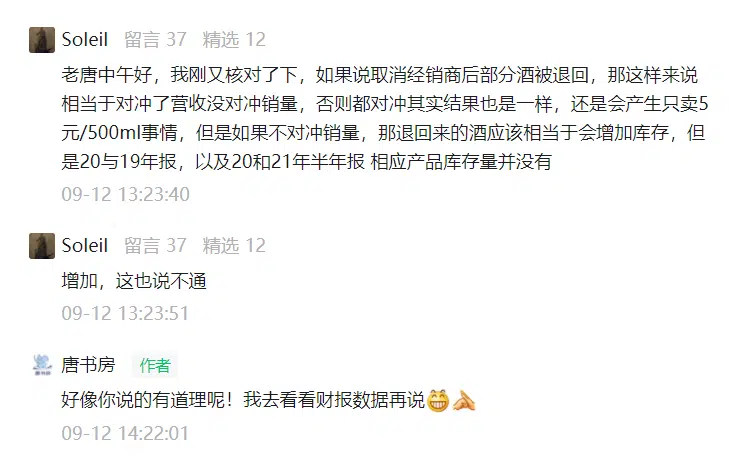 Soleil 留言 37 精选 12
老唐中午好，我刚又核对了下，如果说取消经销商后部分酒被退回，那这样来说
相当于对冲了营收没对冲销量，否则都对冲其实结果也是一样，还是会产生只卖5
元/500ml事情，但是如果不对冲销量，那退回来的酒应该相当于会增加库存，但
是20与19年报，以及20和21年半年报 相应产品库存量并没有
09-12 13:23:40
Soleil 留言 37 精选 12
增加，这也说不通
09-12 13:23:51
唐书房 作者
好像你说的有道理呢！我去看看财报数据再说😁🙏
09-12 14:22:01